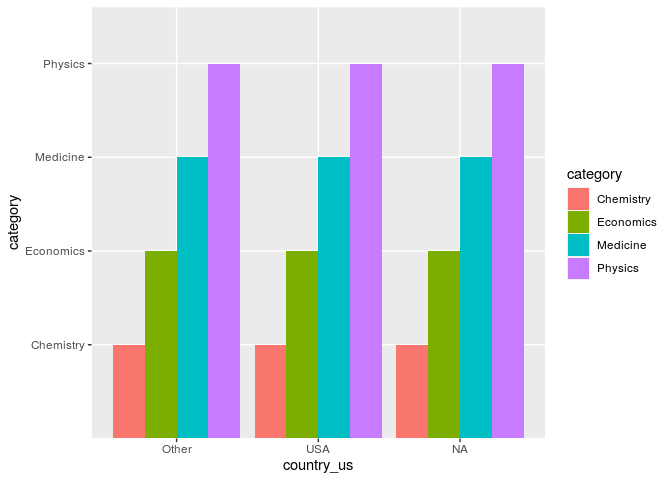 Physics
Medicine
Economics
Chemistry
category
Other USA NA
country_us
category
Chemistry
Economics
Medicine
Physics